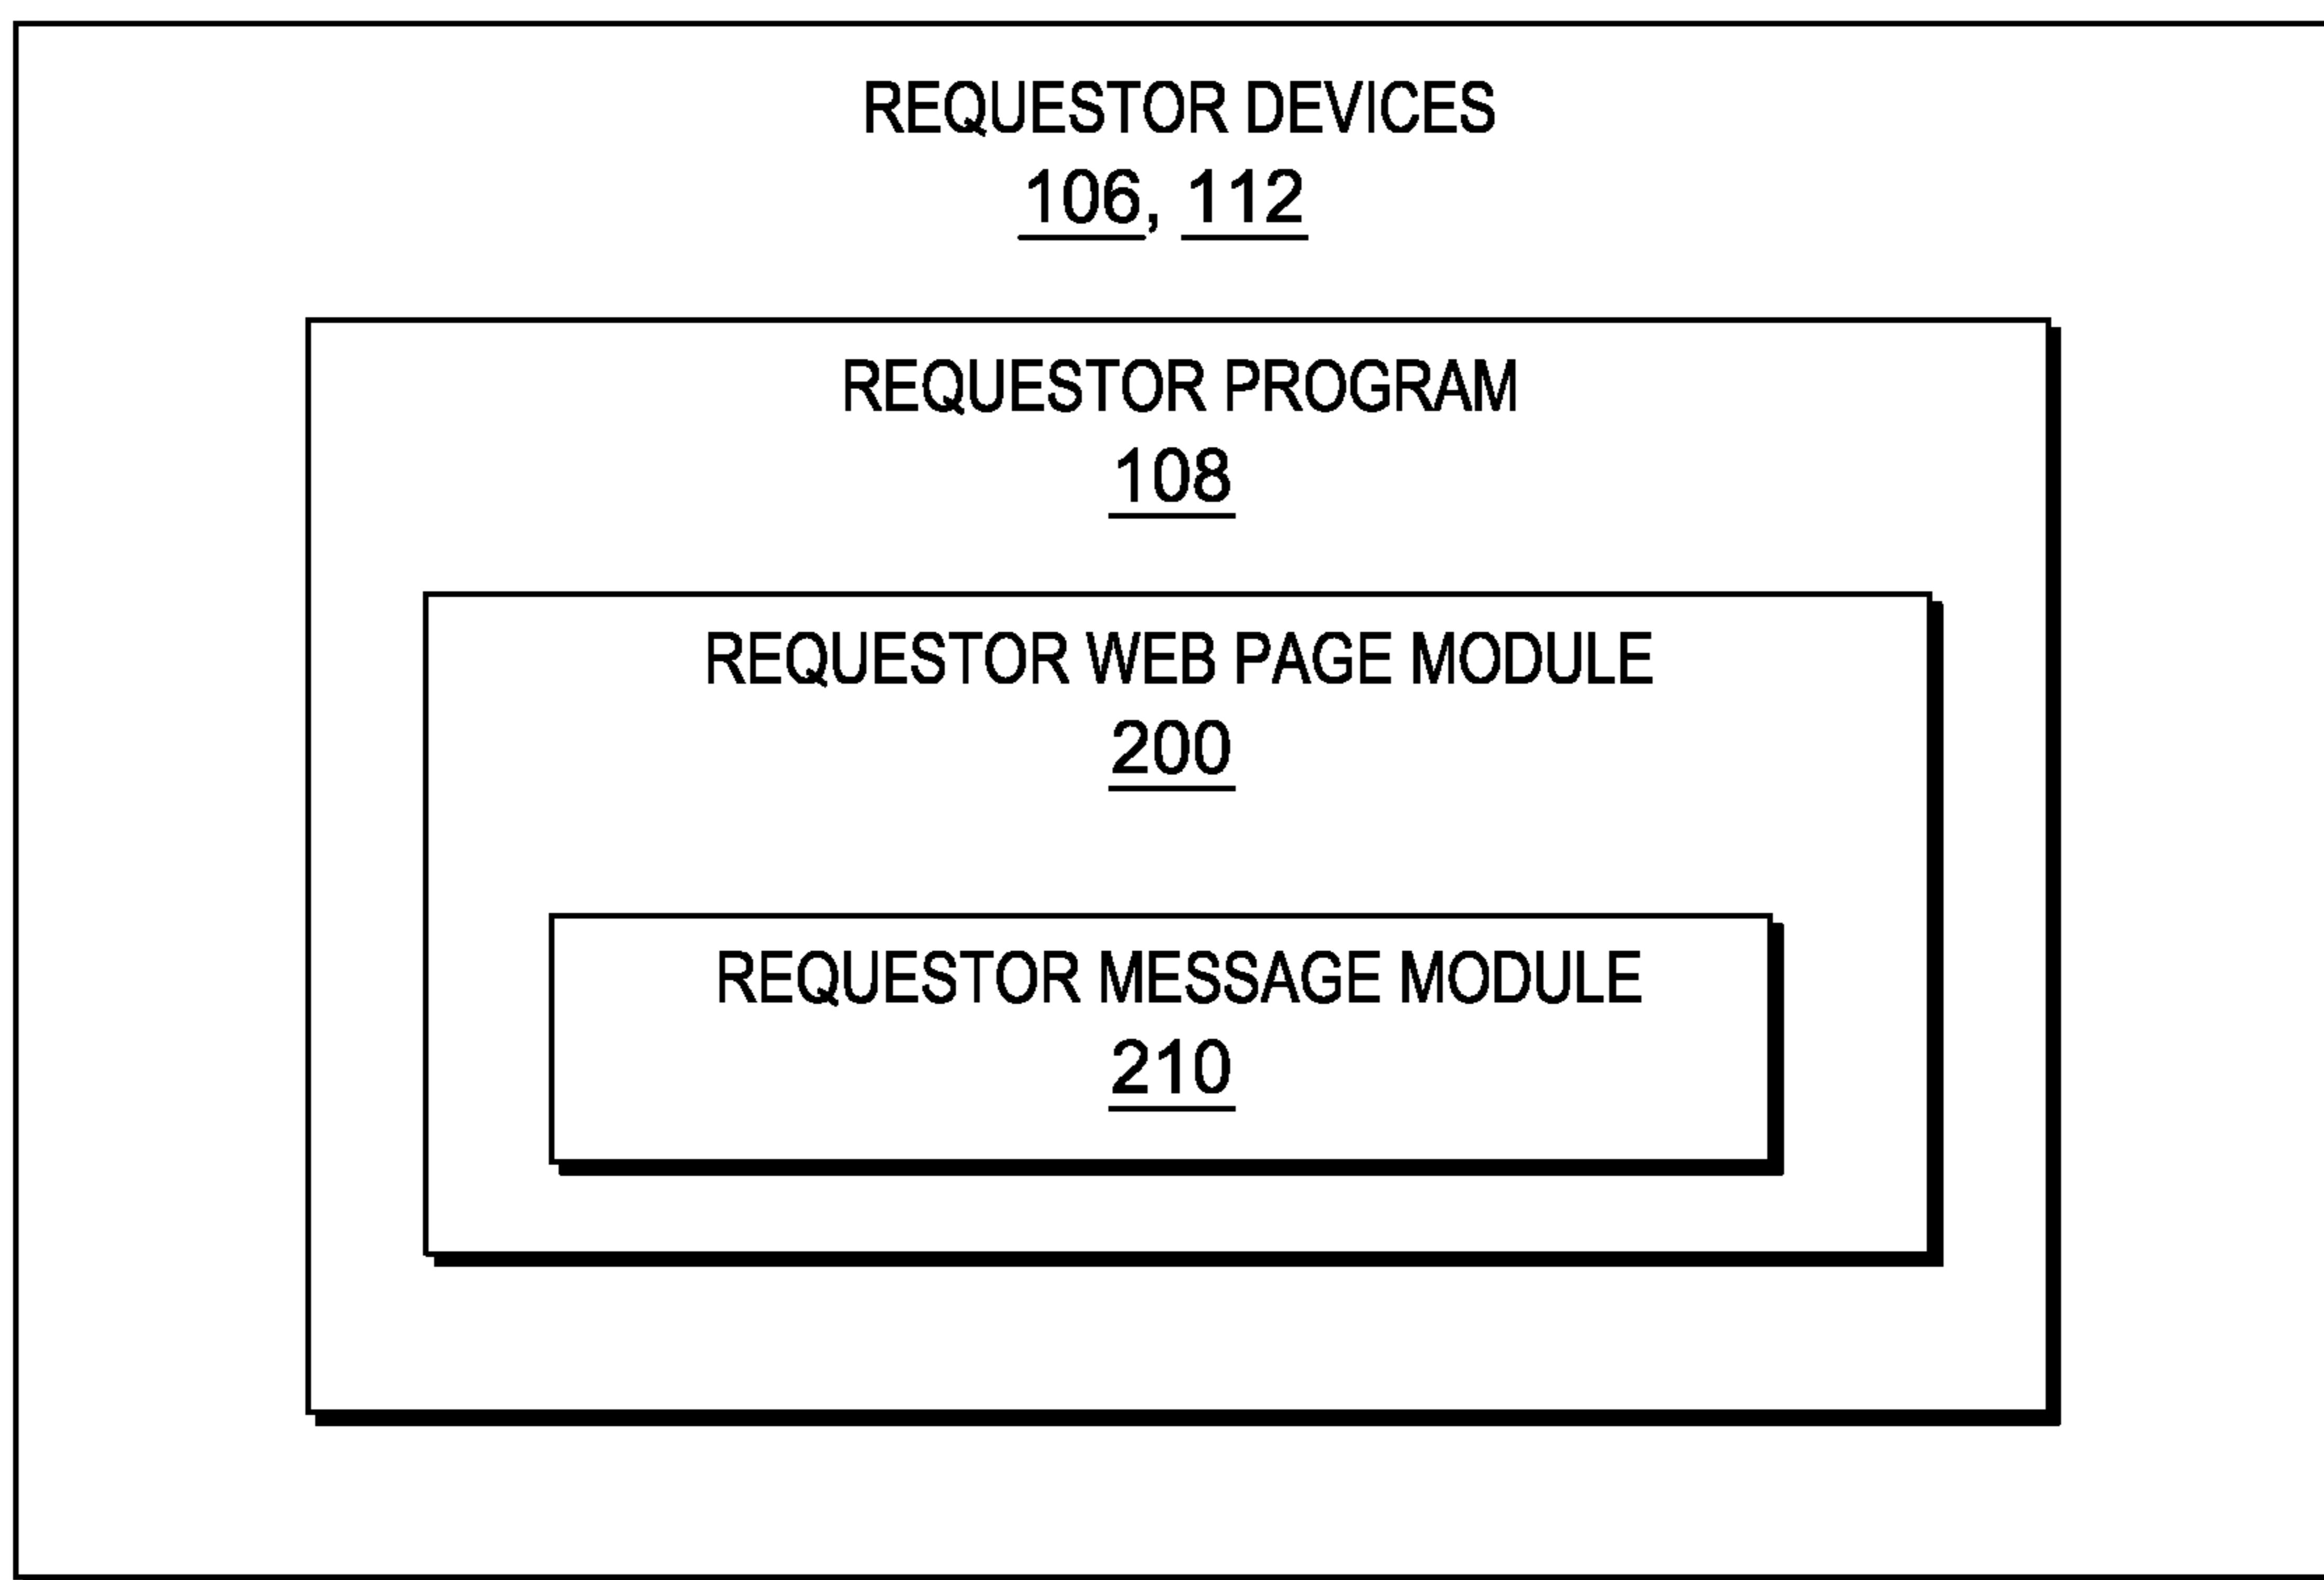 REQUESTOR DEVICES
106, 112
REQUESTOR PROGRAM
108
REQUESTOR WEB PAGE MODULE
200
REQUESTOR MESSAGE MODULE
210